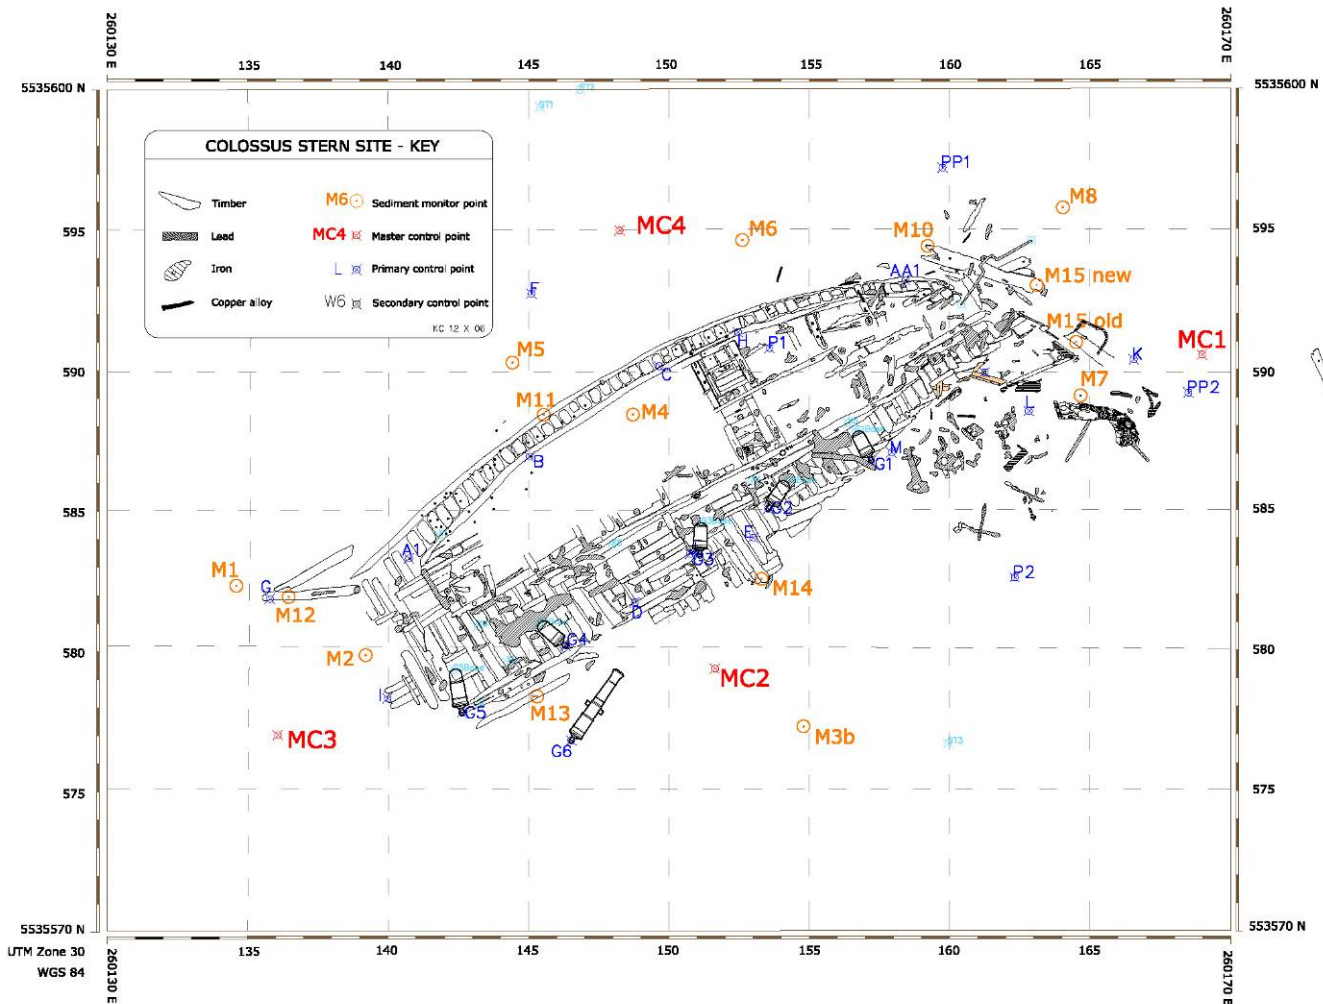 260130 E
135
140
145
150
155
160
165
260170 E
5535600 N
5535600 N
ST2
ST1
COLOSSUS STERN SITE - KEY
Timber
M6 Sediment monitor point
Lead
MC4 Master control point
Iron
L Primary control point
Copper alloy
W6 Secondary control point
KC 12 X 06
PP1
M8
595
MC4
M6
M10
595
AA1
M15 new
F
M15 old
H
P1
MC1
M5
K
590
C
590
M7
PP2
M11
M4
L
B
M
G1
585
G2
585
E
A1
G3
M1
G
P2
M12
M14
D
G4
580
M2
MC2
580
I
M13
G5
MC3
G6
M3b
ST3
575
575
5535570 N
5535570 N
UTM Zone 30
WGS 84
260130 E
135
140
145
150
155
160
165
260170 E